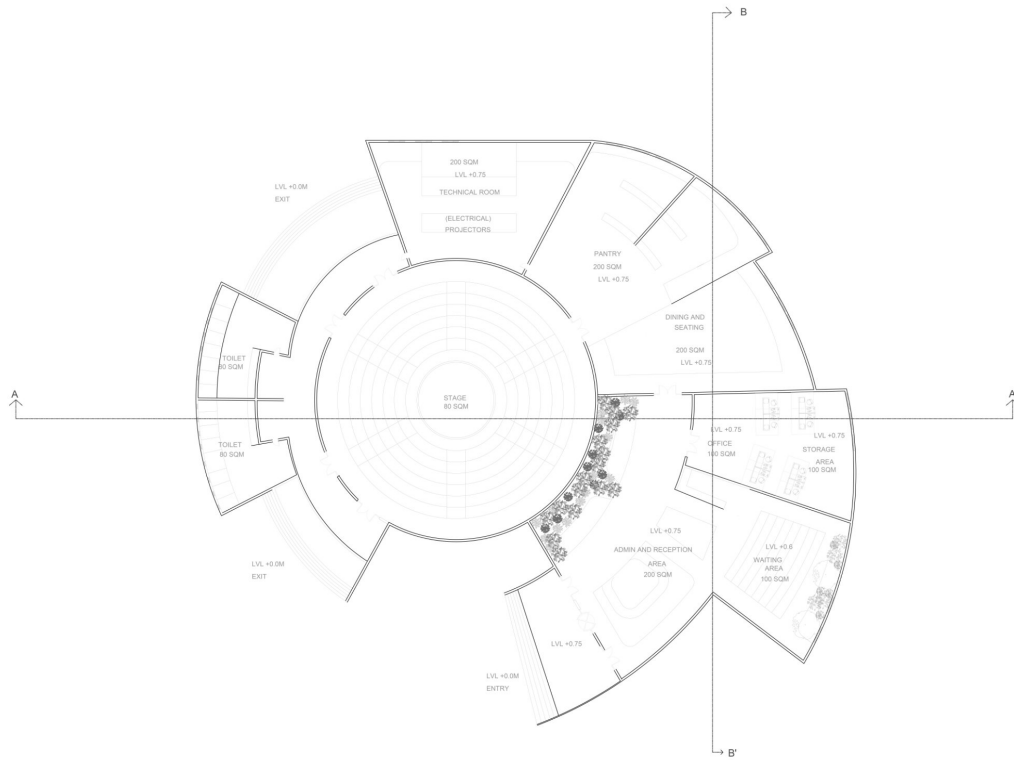 B
200 SQM
LVL +0.75
TECHNICAL ROOM
(ELECTRICAL)
PROJECTORS
LVL +0.0M
EXIT
PANTRY
200 SQM
LVL +0.75
DINING AND
SEATING
200 SQM
LVL +0.75
TOILET
80 SQM
STAGE
80 SQM
A
A
TOILET
80 SQM
LVL +0.75
OFFICE
100 SQM
LVL +0.75
STORAGE
AREA
100 SQM
LVL +0.75
ADMIN AND RECEPTION
AREA
200 SQM
LVL +0.6
WAITING
AREA
100 SQM
LVL +0.0M
EXIT
LVL +0.75
LVL +0.0M
ENTRY
B'